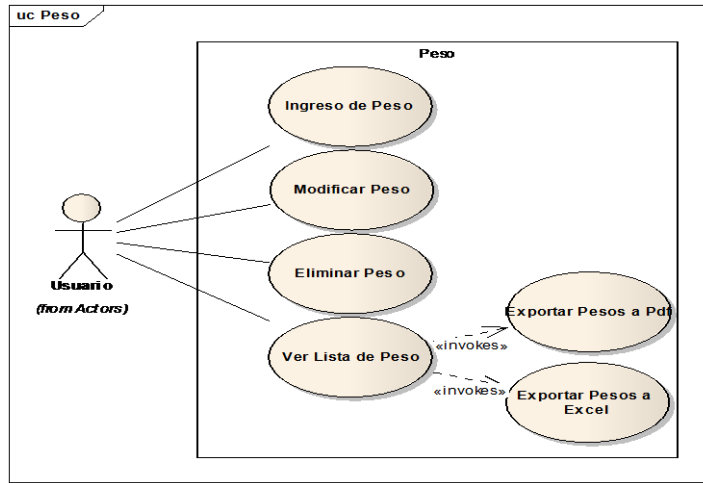 uc Peso
Peso
Ingreso de Peso
Modificar Peso
Eliminar Peso
Usuario
(from Actors)
Ver Lista de Peso
«invokes»
Exportar Pesos a Pdf
«invokes»
Exportar Pesos a
Excel